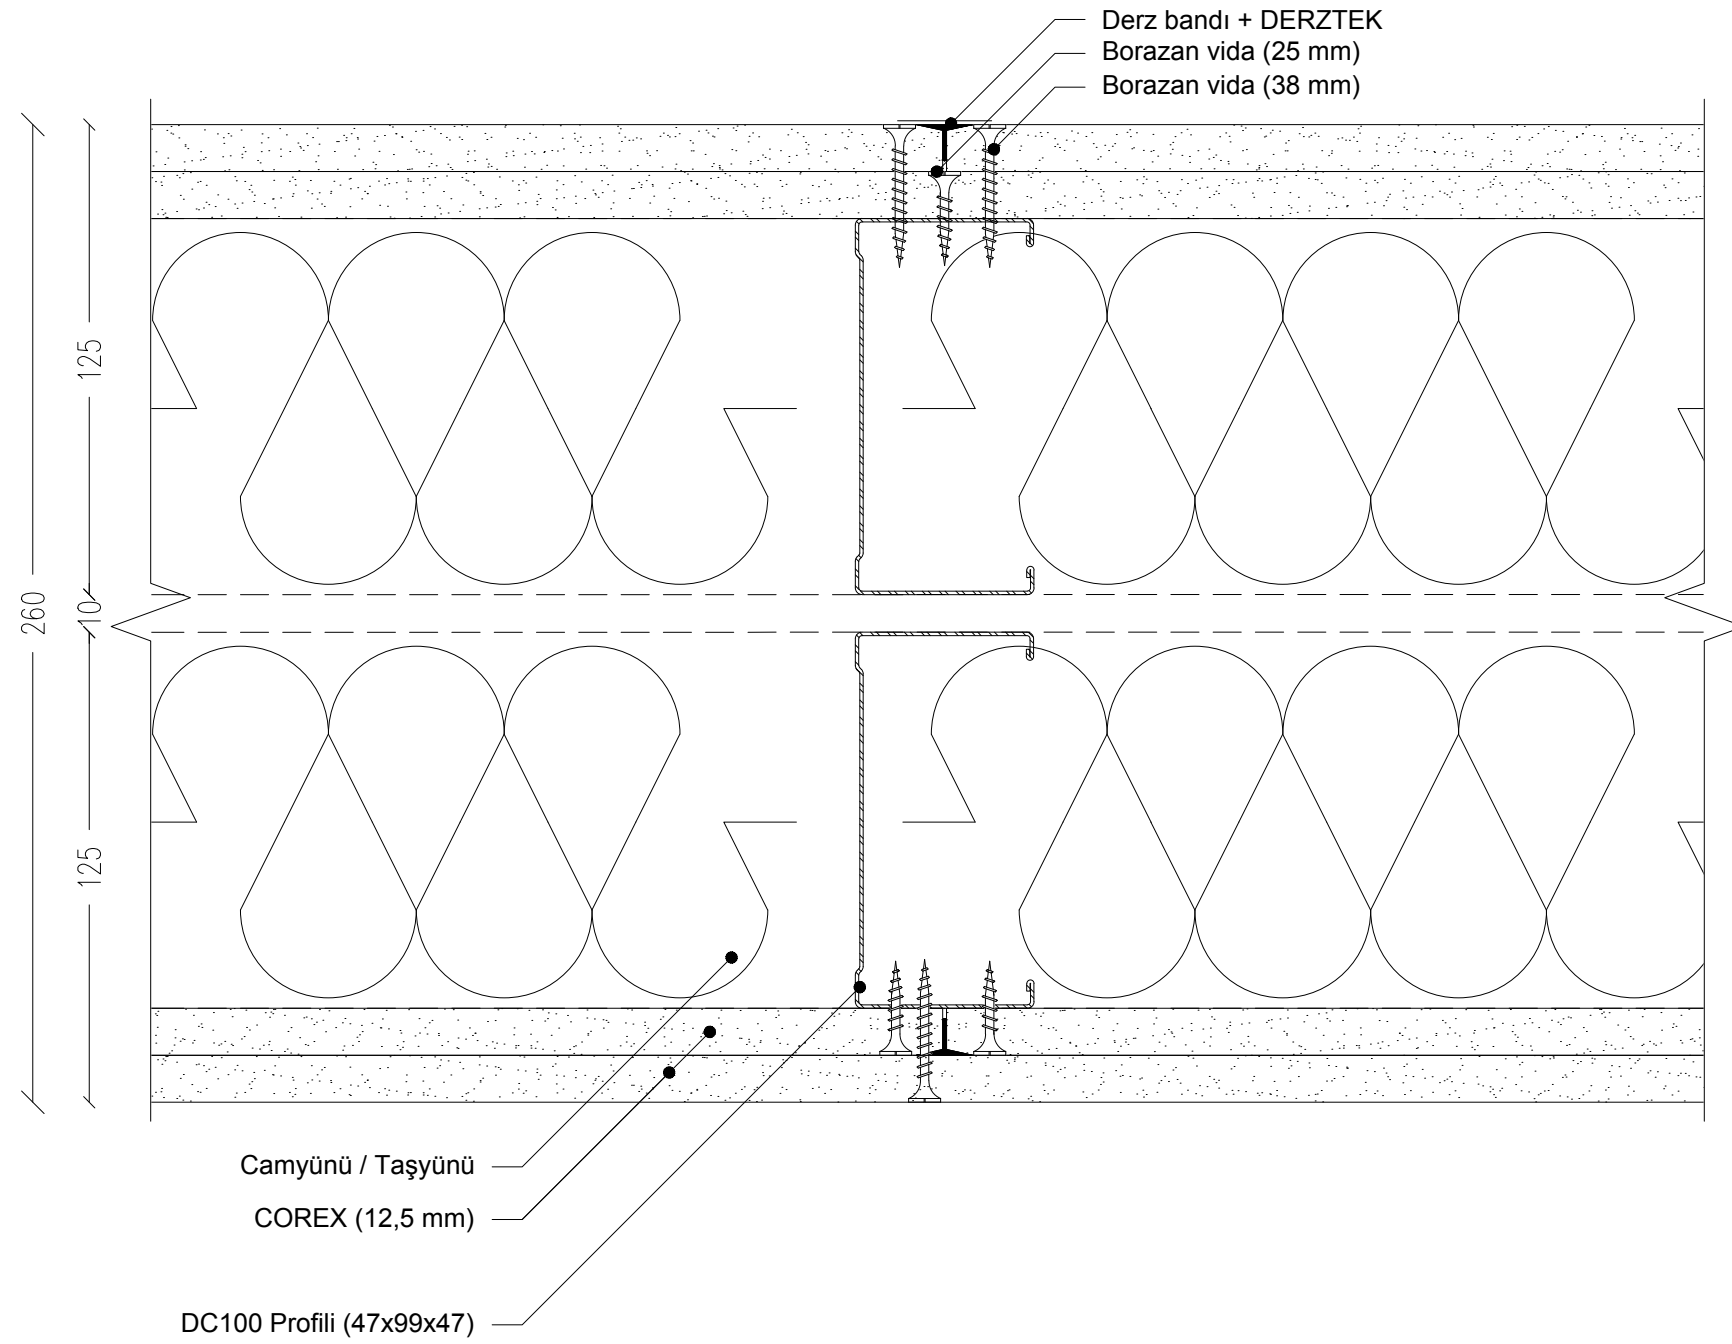 Derz bandı + DERZTEK
Borazan vida (25 mm)
Borazan vida (38 mm)
125
260
10
125
Camyünü / Taşyünü
COREX (12,5 mm)
DC100 Profili (47x99x47)